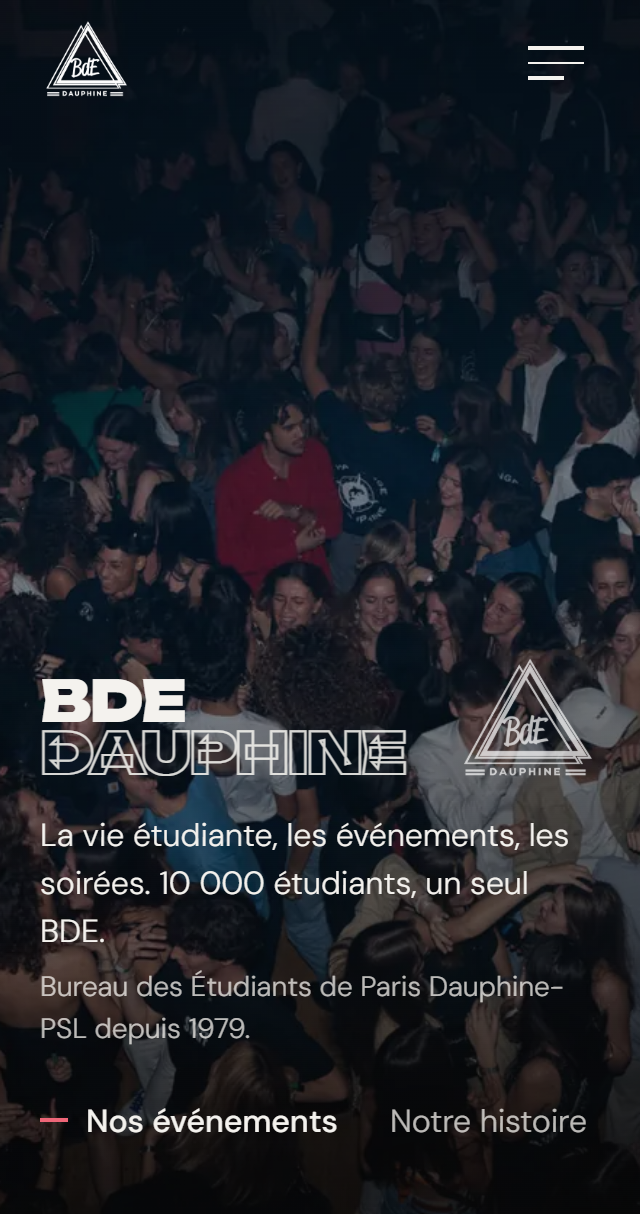 BdE
DAUPHINE
BDE
DAUPHINE
BdE
DAUPHINE
La vie étudiante, les événements, les
soirées. 10 000 étudiants, un seul
BDE.
Bureau des Étudiants de Paris Dauphine-
PSL depuis 1979.
Nos événements
Notre histoire